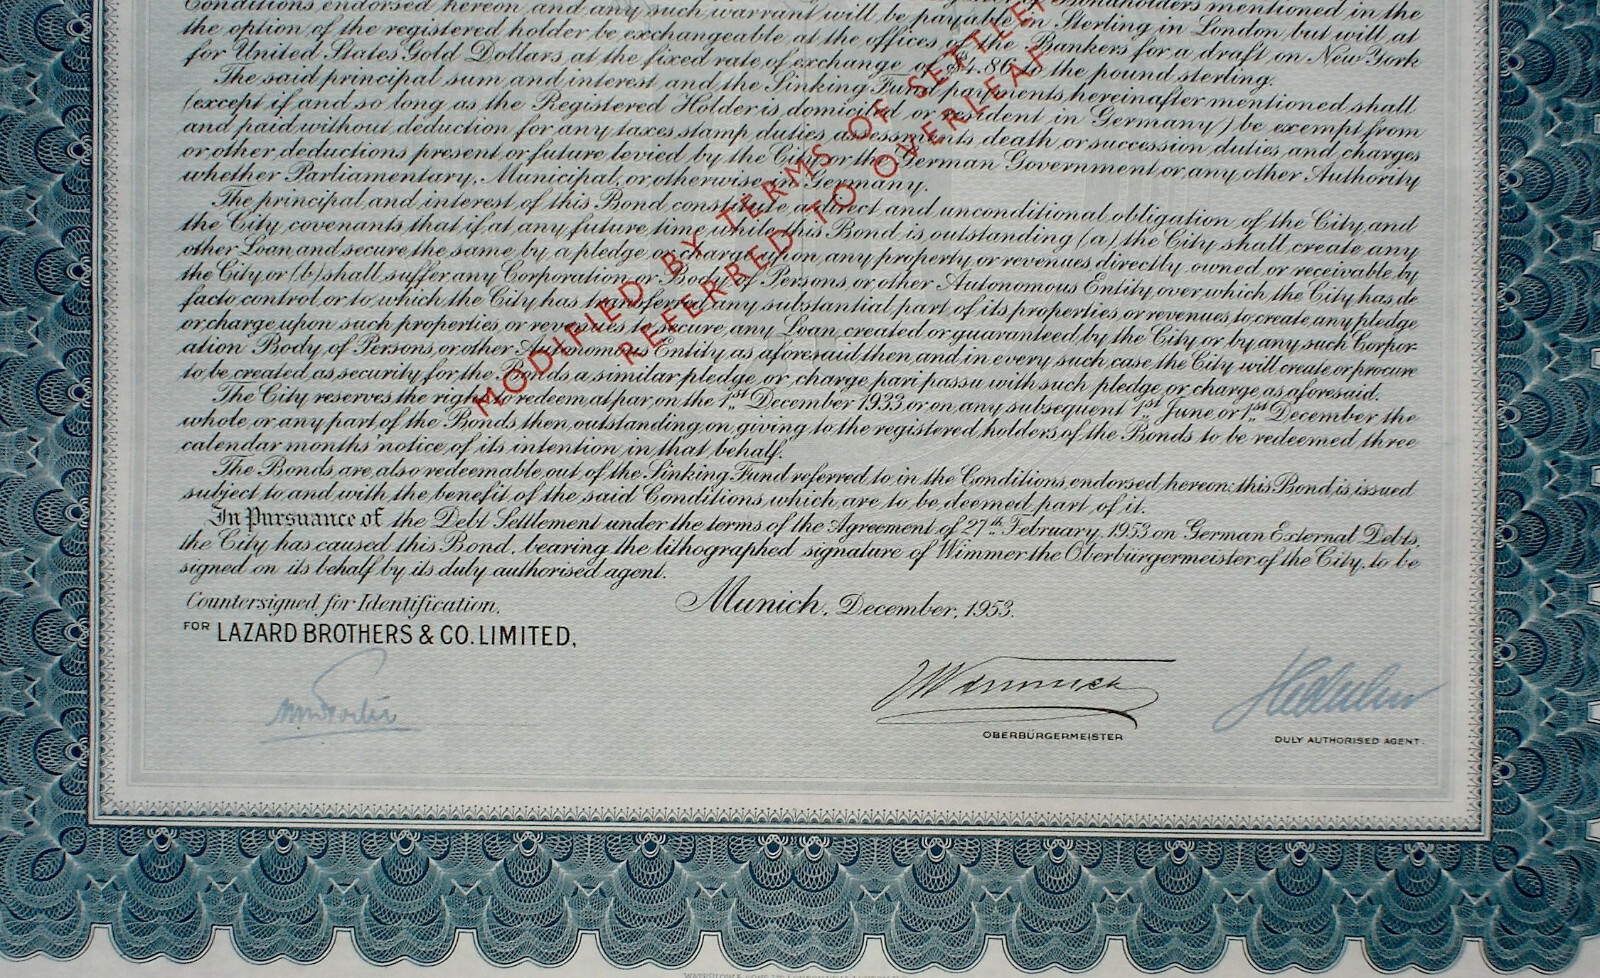 Conditions endorsed hereon and any such warrant will be payable in Sterling in London but will at
the option of the registered holder be exchangeable at the offices of the Bankers for a draft on New York
for United States Gold Dollars at the fixed rate of exchange of $4.86 to the pound sterling.
The said principal sum and interest and the Sinking Fund payments hereinafter mentioned shall
(except if and so long as the Registered Holder is domiciled or resident in Germany) be exempt from
and paid without deduction for any taxes stamp duties assessments death or succession duties and charges
or other deductions present or future levied by the City or the German Government or any other Authority
whether Parliamentary, Municipal, or otherwise in Germany.
The principal and interest of this Bond constitute a direct and unconditional obligation of the City and
the City covenants that if at any future time while this Bond is outstanding (a) the City shall create any
other Loan and secure the same by a pledge or charge upon any property or revenues directly owned or receivable by
the City or (b) shall suffer any Corporation or Body of Persons or other Autonomous Entity over which the City has de
facto control or to which the City has transferred any substantial part of its properties or revenues to create any pledge
or charge upon such properties or revenues to secure any Loan created or guaranteed by the City or by any such Corpor-
ation Body of Persons or other Autonomous Entity as aforesaid then and in every such case the City will create or procure
to be created as security for the Bonds a similar pledge or charge pari passu with such pledge or charge as aforesaid.
The City reserves the right to redeem at par on the 1st December 1933 or on any subsequent 1st June or 1st December the
whole or any part of the Bonds then outstanding on giving to the registered holders of the Bonds to be redeemed three
calendar months' notice of its intention in that behalf.
The Bonds are also redeemable out of the Sinking Fund referred to in the Conditions endorsed hereon: this Bond is issued
subject to and with the benefit of the said Conditions which are to be deemed part of it.
In Pursuance of the Debt Settlement under the terms of the Agreement of 27th February, 1953 on German External Debts,
the City has caused this Bond, bearing the lithographed signature of Wimmer the Oberbürgermeister of the City, to be
signed on its behalf by its duly authorised agent.
MODIFIED BY TERMS OF SETTLE
REFERRED TO OVERLEAF
Munich, December, 1953.
Countersigned for Identification,
FOR LAZARD BROTHERS & CO. LIMITED,
OBERBÜRGERMEISTER
DULY AUTHORISED AGENT.